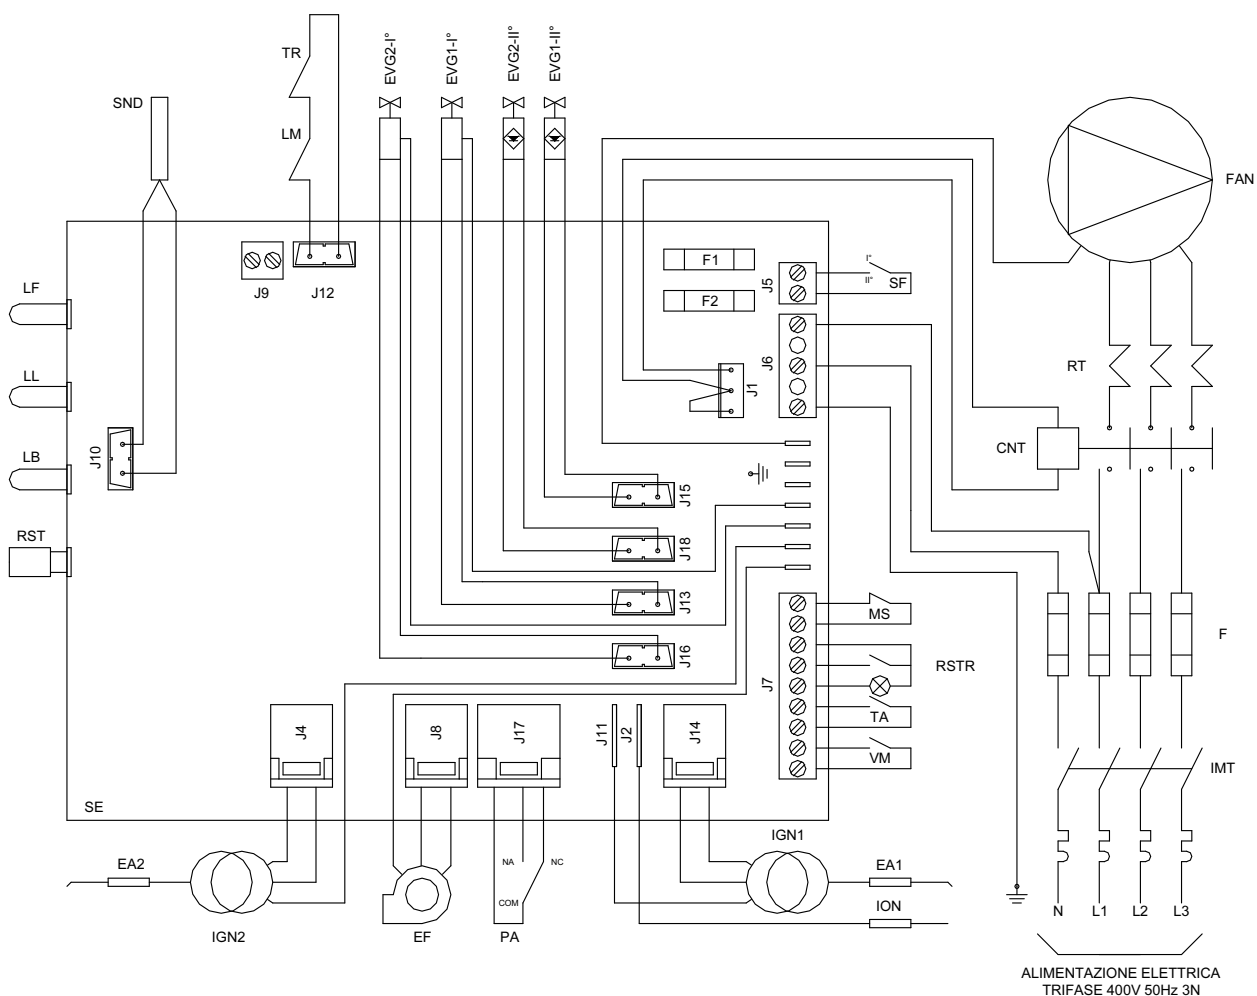 EVG2-I°
EVG1-I°
EVG2-II°
EVG1-II°
TR
SND
LM
FAN
F1
I°
II°
SF
J5
F2
J9
J12
LF
J6
RT
LL
J1
CNT
LB
J10
J15
RST
J18
J13
MS
F
J16
RSTR
J7
TA
J4
J8
J17
J11
J2
J14
VM
IMT
SE
IGN1
EA2
NA
NC
EA1
COM
ION
N
L1
L2
L3
IGN2
EF
PA
ALIMENTAZIONE ELETTRICA
TRIFASE 400V 50Hz 3N